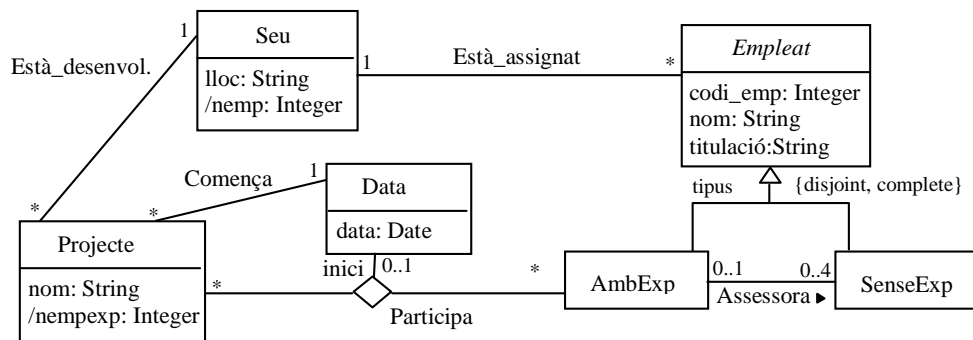 Seu
lloc: String
/nemp: Integer
Empleat
codi_emp: Integer
nom: String
titulació:String
1
Està_desenvol.
*
1
Està_assignat
*
tipus
{disjoint, complete}
Comença
1
*
Data
data: Date
Projecte
nom: String
/nempexp: Integer
inici
0..1
*
*
Participa
AmbExp
0..1
0..4
Assessora
SenseExp